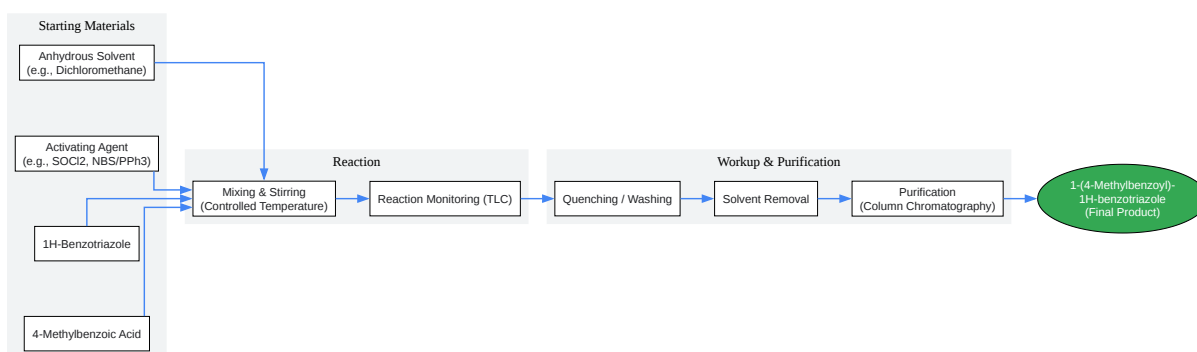 Starting Materials
Anhydrous Solvent
(e.g., Dichloromethane)
Activating Agent
(e.g., SOCl2, NBS/PPh3)
1H-Benzotriazole
4-Methylbenzoic Acid
Reaction
Mixing & Stirring
(Controlled Temperature)
Reaction Monitoring (TLC)
Workup & Purification
Quenching / Washing
Solvent Removal
Purification
(Column Chromatography)
1-(4-Methylbenzoyl)-
1H-benzotriazole
(Final Product)